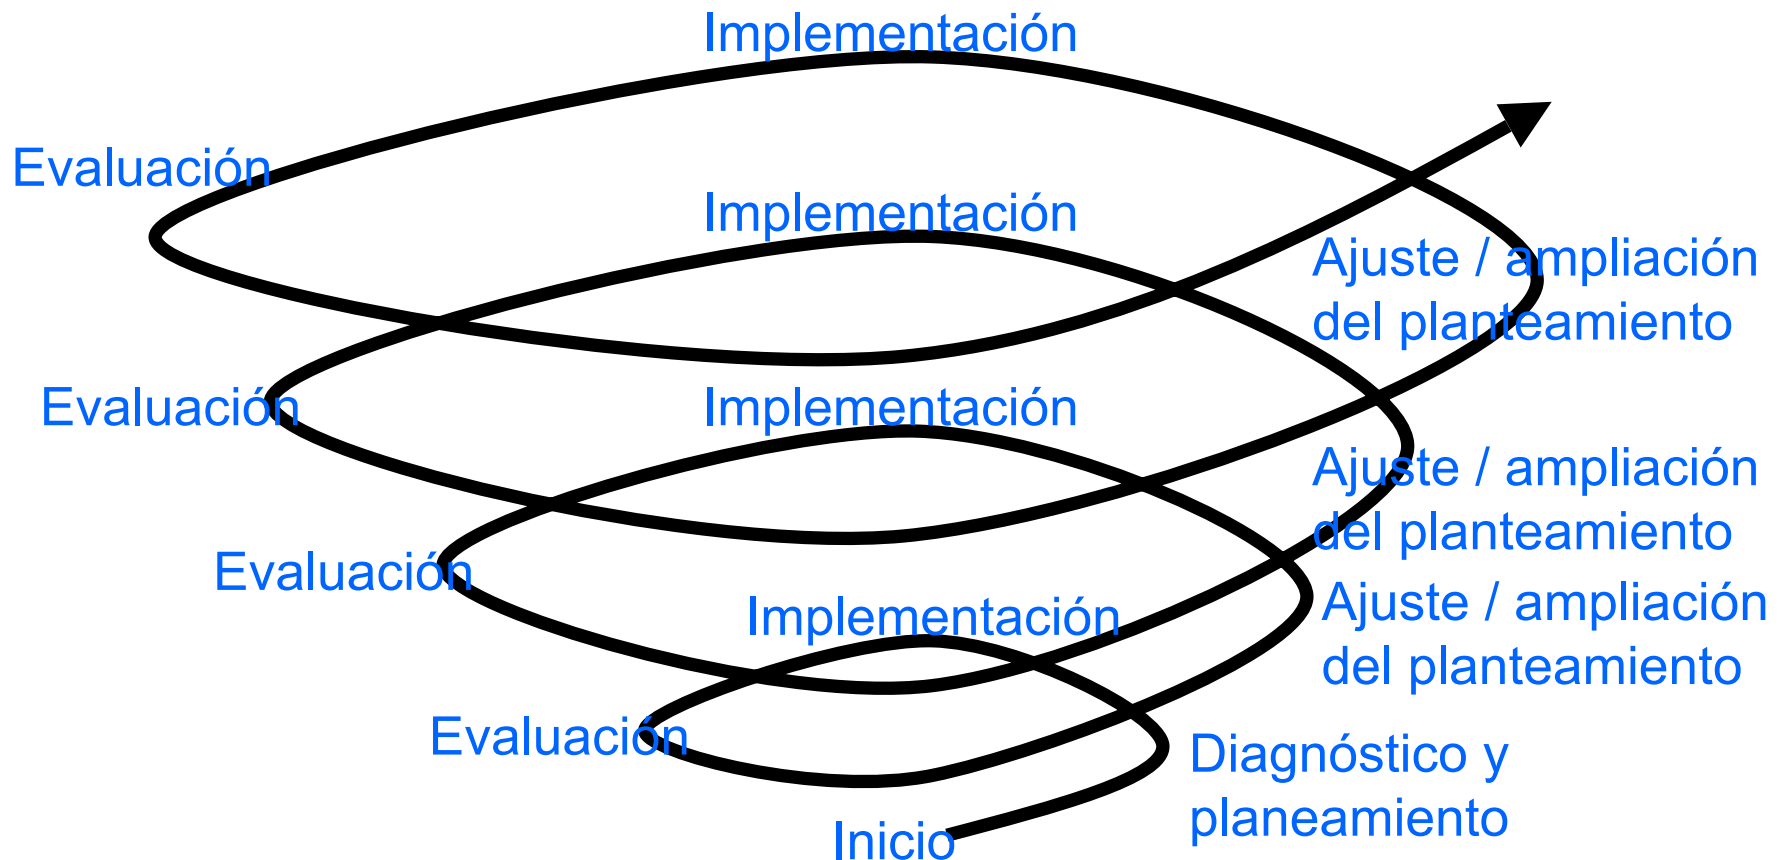 Implementación
Evaluación
Implementación
Ajuste / ampliación
del planteamiento
Evaluación
Implementación
Ajuste / ampliación
del planteamiento
Evaluación
Implementación
Ajuste / ampliación
del planteamiento
Evaluación
Diagnóstico y
planeamiento
Inicio